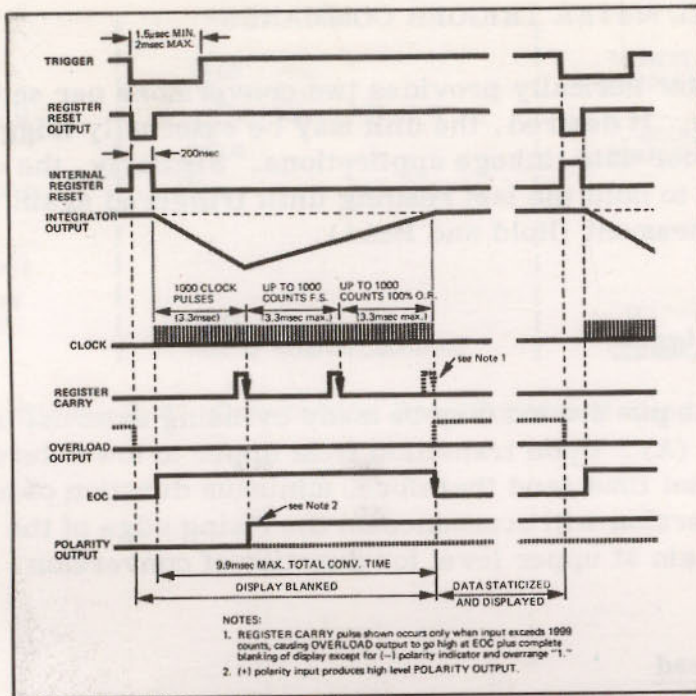 1.5µsec MIN.
2msec MAX.
TRIGGER
REGISTER
RESET
OUTPUT
200nsec
INTERNAL
REGISTER
RESET
INTEGRATOR
OUTPUT
1000 CLOCK
PULSES
(3.3msec)
UP TO 1000
COUNTS F.S.
(3.3msec max.)
UP TO 1000
COUNTS 100% O.R.
(3.3msec max.)
CLOCK
see Note 1
REGISTER
CARRY
OVERLOAD
OUTPUT
EOC
see Note 2
POLARITY
OUTPUT
9.9msec MAX. TOTAL CONV. TIME
DISPLAY BLANKED
DATA STATICIZED
AND DISPLAYED
NOTES:
1. REGISTER CARRY pulse shown occurs only when input exceeds 1999
counts, causing OVERLOAD output to go high at EOC plus complete
blanking of display except for (−) polarity indicator and overrange "1."
2. (+) polarity input produces high level POLARITY OUTPUT.